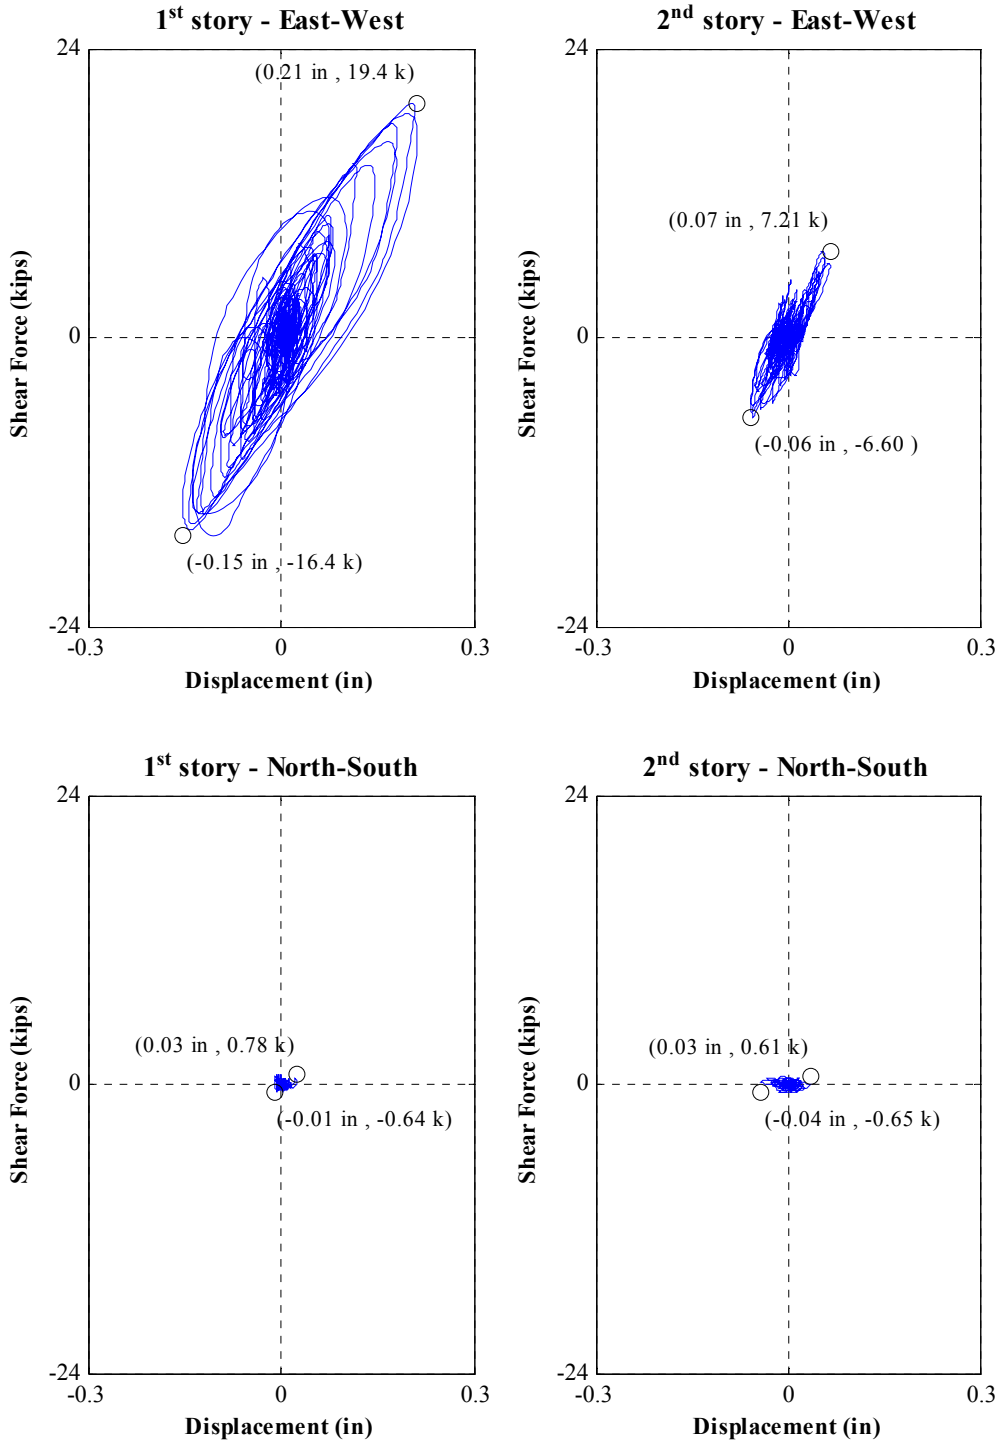 1st story - East-West
24
(0.21 in , 19.4 k)
Shear Force (kips)
0
(-0.15 in , -16.4 k)
-24
-0.3 0 0.3
Displacement (in)
2nd story - East-West
24
(0.07 in , 7.21 k)
Shear Force (kips)
0
(-0.06 in , -6.60 )
-24
-0.3 0 0.3
Displacement (in)
1st story - North-South
24
(0.03 in , 0.78 k)
Shear Force (kips)
0
(-0.01 in , -0.64 k)
-24
-0.3 0 0.3
Displacement (in)
2nd story - North-South
24
(0.03 in , 0.61 k)
Shear Force (kips)
0
(-0.04 in , -0.65 k)
-24
-0.3 0 0.3
Displacement (in)